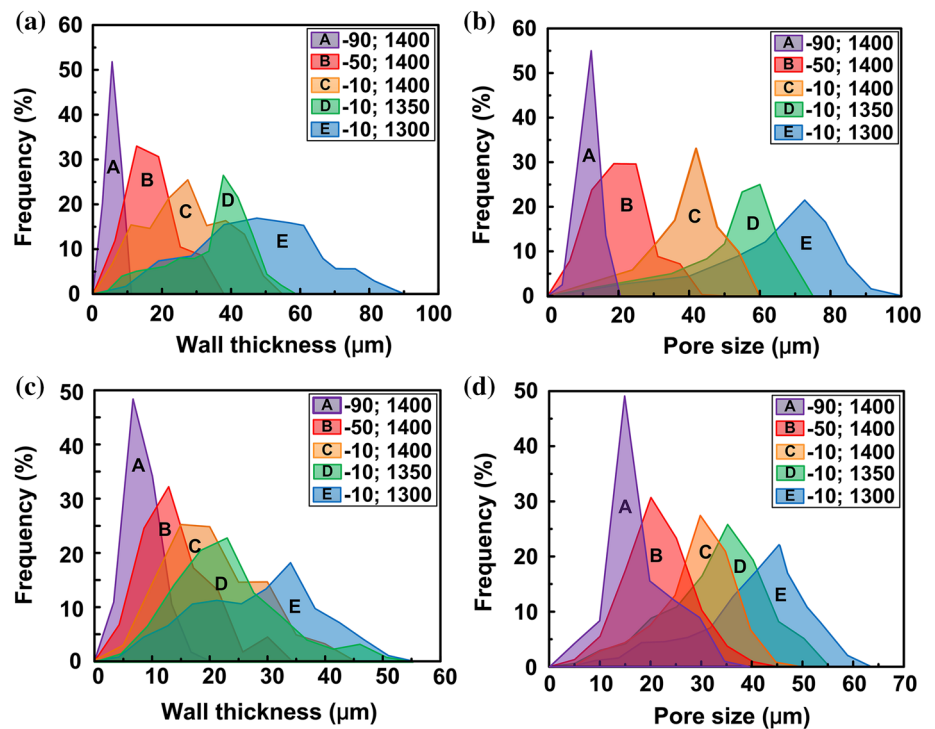 (a)
60
50
40
30
20
10
0
Frequency (%)
A -90; 1400
B -50; 1400
C -10; 1400
D -10; 1350
E -10; 1300
A
B
C
D
E
0 20 40 60 80 100
Wall thickness (µm)
(b)
60
50
40
30
20
10
0
Frequency (%)
A -90; 1400
B -50; 1400
C -10; 1400
D -10; 1350
E -10; 1300
A
B
C
D
E
0 20 40 60 80 100
Pore size (µm)
(c)
50
40
30
20
10
0
Frequency (%)
A -90; 1400
B -50; 1400
C -10; 1400
D -10; 1350
E -10; 1300
A
B
C
D
E
0 10 20 30 40 50 60
Wall thickness (µm)
(d)
50
40
30
20
10
0
Frequency (%)
A -90; 1400
B -50; 1400
C -10; 1400
D -10; 1350
E -10; 1300
A
B
C
D
E
0 10 20 30 40 50 60 70
Pore size (µm)